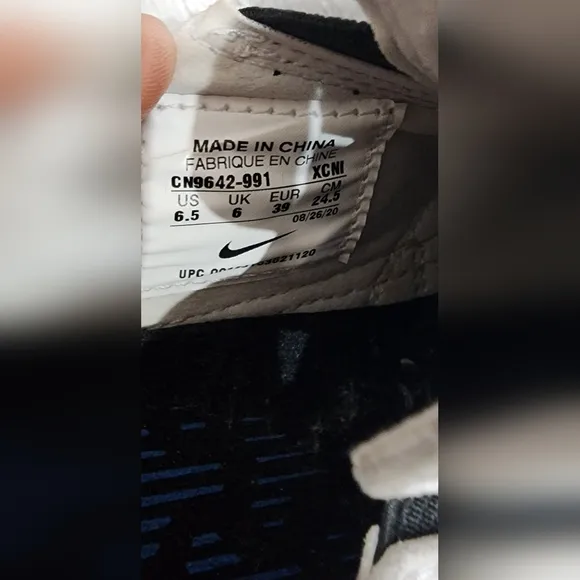 MADE IN CHINA
FABRIQUE EN CHINE
CN9642-991 XCNI
US UK EUR CM
6.5 6 39 24.5
08/26/20
UPC